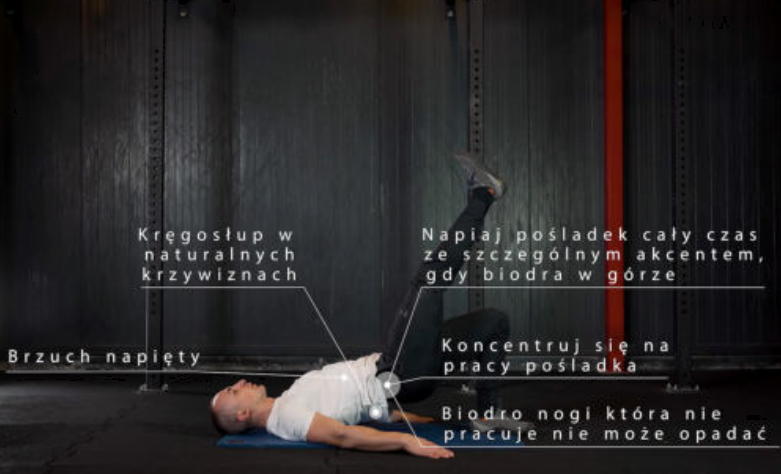 Kręgosłup w
naturalnych
krzywiznach
Napiaj pośladek cały czas
ze szczególnym akcentem,
gdy biodra w górze
Brzuch napięty
Koncentruj się na
pracy pośladka
Biodro nogi która nie
pracuje nie może opadać